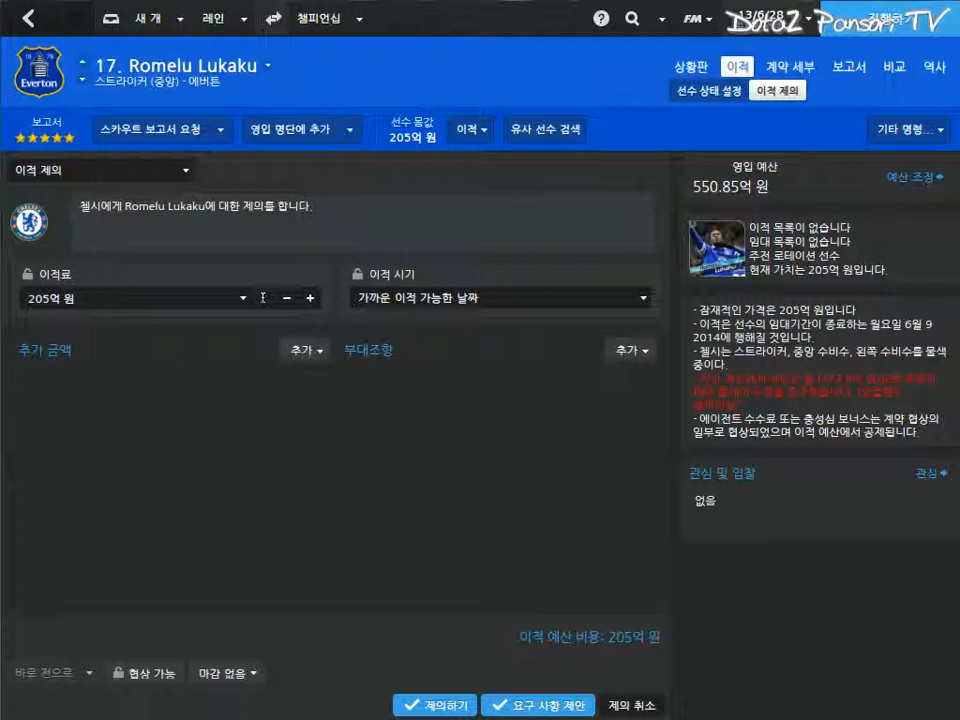 새 개 레인 챔피언십 FM 13/6/28
Dota2 Pansori TV
17. Romelu Lukaku
스트라이커 (중앙) - 에버튼
Everton
상황판 이적 계약 세부 보고서 비교 역사
선수 상태 설정 이적 제의
보고서
스카우트 보고서 요청 영입 명단에 추가
선수 몸값
205억 원
이적 유사 선수 검색 기타 명령...
이적 제의
영입 예산
550.85억 원
예산 조정
첼시에게 Romelu Lukaku에 대한 제의를 합니다.
이적 목록이 없습니다
임대 목록이 없습니다
주전 로테이션 선수
현재 가치는 205억 원입니다.
이적료
205억 원
이적 시기
가까운 이적 가능한 날짜
추가 금액 추가
부대조항 추가
- 잠재적인 가격은 205억 원입니다
- 이적은 선수의 임대기간이 종료하는 월요일 6월 9
2014에 행해질 것입니다.
- 첼시는 스트라이커, 중앙 수비수, 왼쪽 수비수를 물색
중이다.
- 에이전트 수수료 또는 충성심 보너스는 계약 협상의
일부로 협상되었으며 이적 예산에서 공제됩니다.
관심 및 입찰 관심
없음
이적 예산 비용: 205억 원
바로 전으로 협상 가능 마감 없음
제의하기 요구 사항 제안 제의 취소